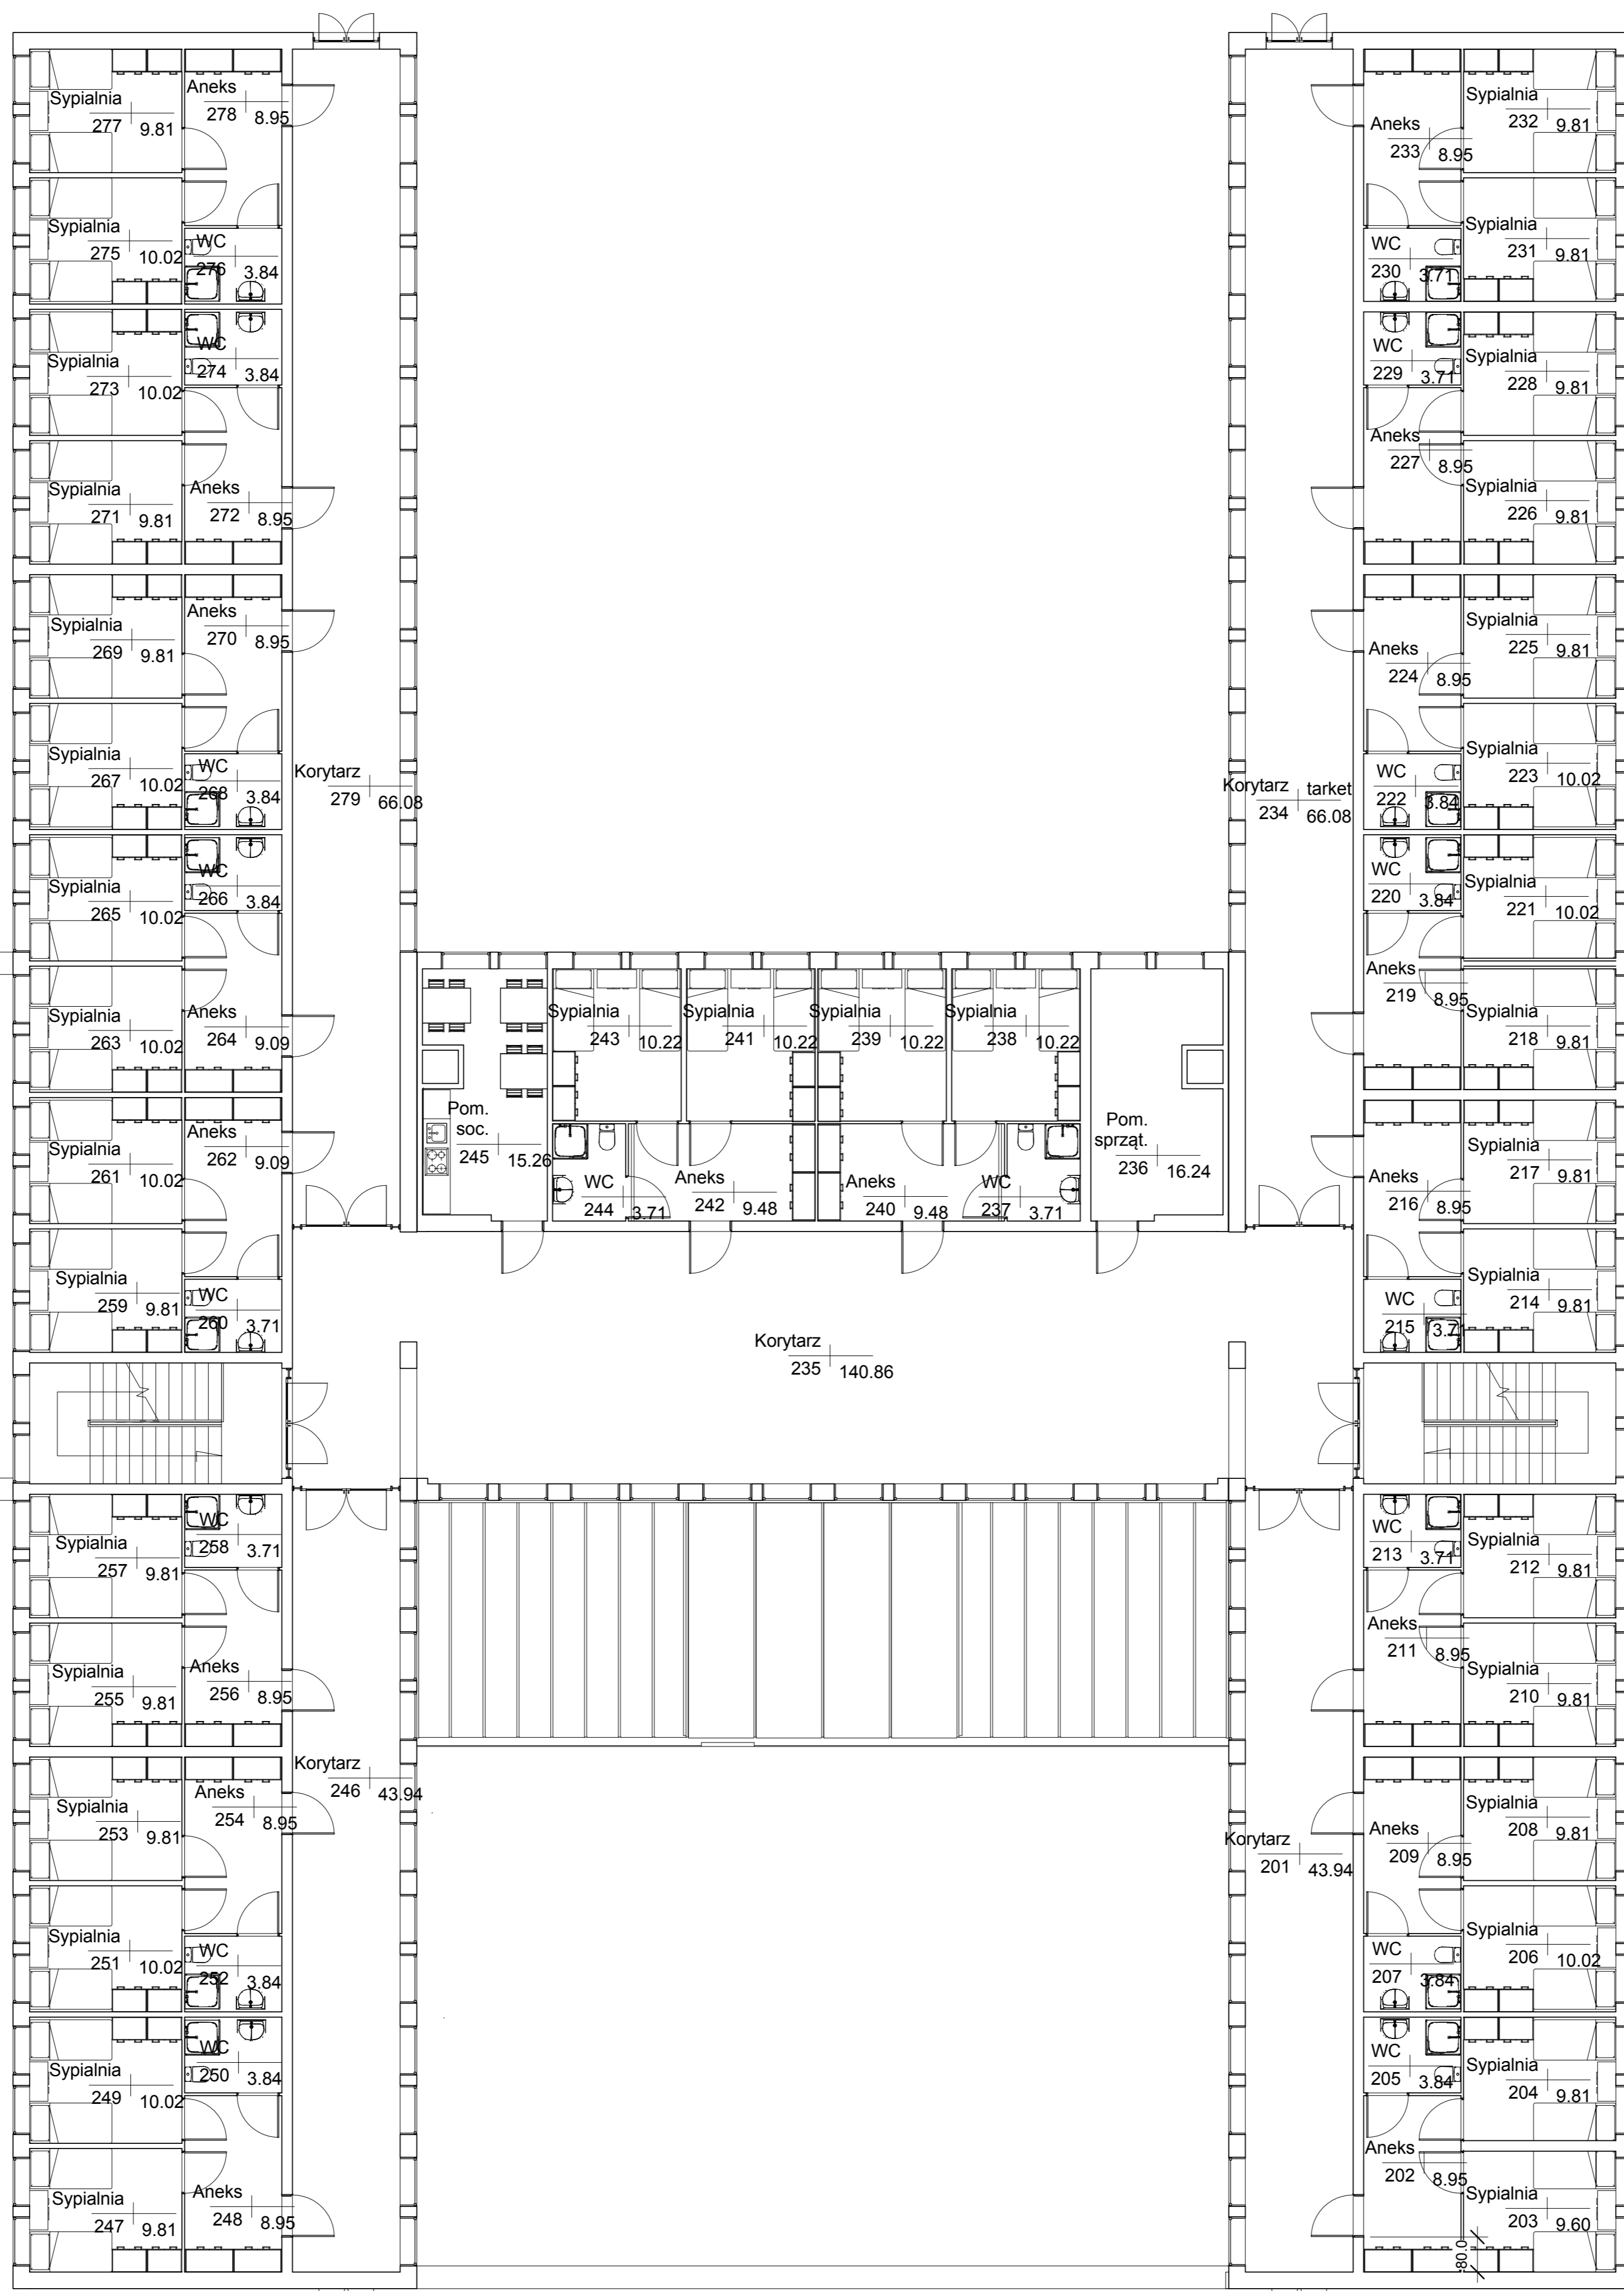 Sypialnia
277 9.81
Aneks
278 8.95
Sypialnia
275 10.02
WC
276 3.84
Sypialnia
273 10.02
WC
274 3.84
Sypialnia
271 9.81
Aneks
272 8.95
Sypialnia
269 9.81
Aneks
270 8.95
Sypialnia
267 10.02
WC
268 3.84
Korytarz
279 66.08
Sypialnia
265 10.02
WC
266 3.84
Sypialnia
263 10.02
Aneks
264 9.09
Sypialnia
261 10.02
Aneks
262 9.09
Sypialnia
259 9.81
WC
260 3.71
Sypialnia
257 9.81
WC
258 3.71
Sypialnia
255 9.81
Aneks
256 8.95
Korytarz
246 43.94
Sypialnia
253 9.81
Aneks
254 8.95
Sypialnia
251 10.02
WC
252 3.84
Sypialnia
249 10.02
WC
250 3.84
Sypialnia
247 9.81
Aneks
248 8.95
Pom.
soc.
245 15.26
Sypialnia
243 10.22
Sypialnia
241 10.22
Sypialnia
239 10.22
Sypialnia
238 10.22
WC
244 3.71
Aneks
242 9.48
Aneks
240 9.48
WC
237 3.71
Pom.
sprząt.
236 16.24
Korytarz
235 140.86
Aneks
233 8.95
Sypialnia
232 9.81
Sypialnia
231 9.81
WC
230 3.71
WC
229 3.71
Sypialnia
228 9.81
Aneks
227 8.95
Sypialnia
226 9.81
Sypialnia
225 9.81
Aneks
224 8.95
Sypialnia
223 10.02
WC
222 3.84
Korytarz tarket
234 66.08
WC
220 3.84
Sypialnia
221 10.02
Aneks
219 8.95
Sypialnia
218 9.81
Sypialnia
217 9.81
Aneks
216 8.95
Sypialnia
214 9.81
WC
215 3.71
WC
213 3.71
Sypialnia
212 9.81
Aneks
211 8.95
Sypialnia
210 9.81
Sypialnia
208 9.81
Aneks
209 8.95
Korytarz
201 43.94
Sypialnia
206 10.02
WC
207 3.84
WC
205 3.84
Sypialnia
204 9.81
Aneks
202 8.95
Sypialnia
203 9.60
80.0